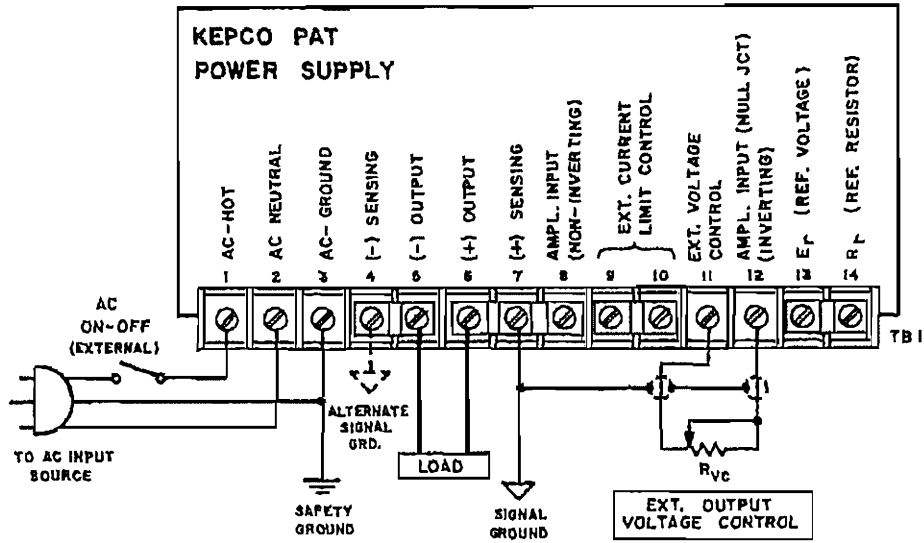 KEPCO PAT
POWER SUPPLY
AC-HOT
AC NEUTRAL
AC-GROUND
(-) SENSING
(-) OUTPUT
(+) OUTPUT
(+) SENSING
AMPL. INPUT
(NON-INVERTING)
EXT. CURRENT
LIMIT CONTROL
EXT. VOLTAGE
CONTROL
AMPL. INPUT (NULL JCT)
(INVERTING)
Er (REF. VOLTAGE)
Rr (REF. RESISTOR)
1 2 3 4 5 6 7 8 9 10 11 12 13 14
TB1
AC
ON-OFF
(EXTERNAL)
TO AC INPUT
SOURCE
SAFETY
GROUND
ALTERNATE
SIGNAL
GRD.
LOAD
SIGNAL
GROUND
RVC
EXT. OUTPUT
VOLTAGE CONTROL